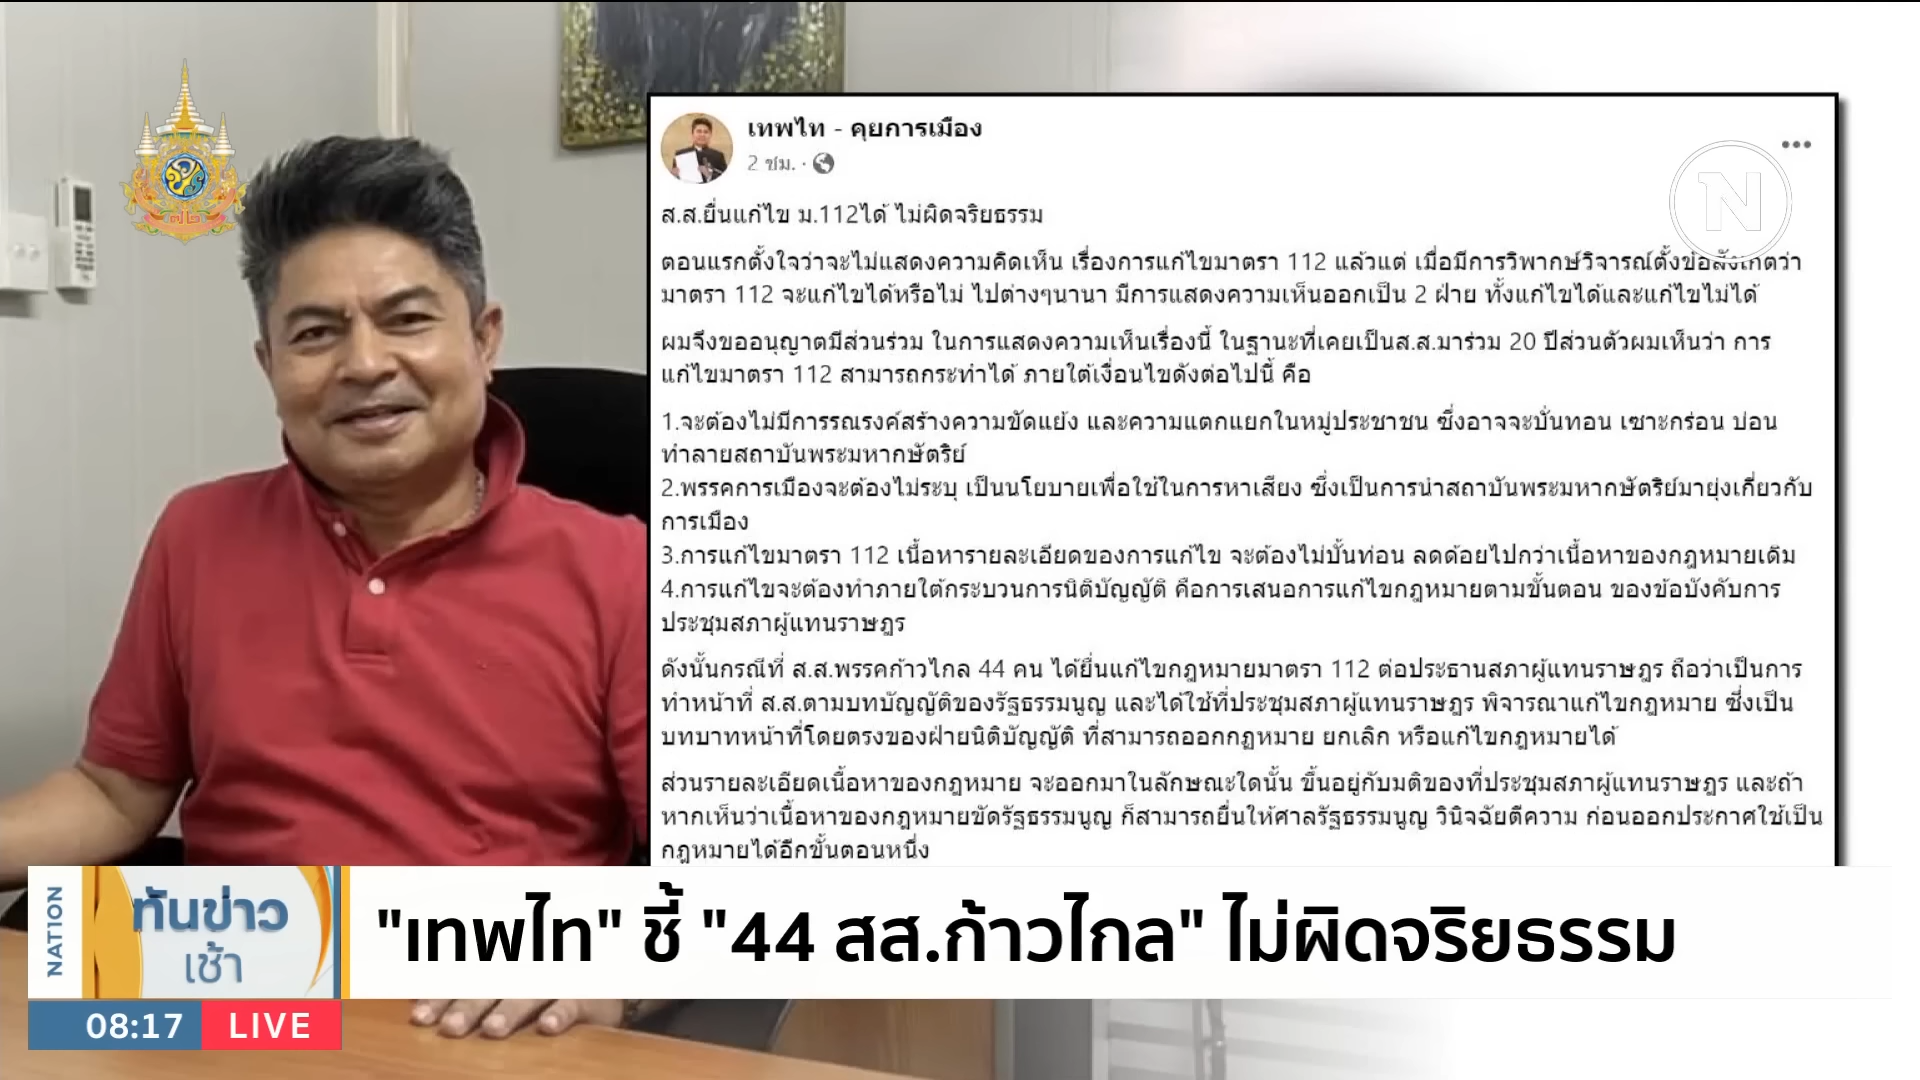 เทพไท - คุยการเมือง
2 ชม.
ส.ส.ยื่นแก้ไข ม.112ได้ ไม่ผิดจริยธรรม
ตอนแรกตั้งใจว่าจะไม่แสดงความคิดเห็น เรื่องการแก้ไขมาตรา 112 แล้วแต่ เมื่อมีการวิพากษ์วิจารณ์ตั้งข้อสังเกตว่า
มาตรา 112 จะแก้ไขได้หรือไม่ ไปต่างๆนานา มีการแสดงความเห็นออกเป็น 2 ฝ่าย ทั้งแก้ไขได้และแก้ไขไม่ได้
ผมจึงขออนุญาตมีส่วนร่วม ในการแสดงความเห็นเรื่องนี้ ในฐานะที่เคยเป็นส.ส.มาร่วม 20 ปีส่วนตัวผมเห็นว่า การ
แก้ไขมาตรา 112 สามารถกระทำได้ ภายใต้เงื่อนไขดังต่อไปนี้ คือ
1.จะต้องไม่มีการรณรงค์สร้างความขัดแย้ง และความแตกแยกในหมู่ประชาชน ซึ่งอาจจะบั่นทอน เซาะกร่อน บ่อน
ทำลายสถาบันพระมหากษัตริย์
2.พรรคการเมืองจะต้องไม่ระบุ เป็นนโยบายเพื่อใช้ในการหาเสียง ซึ่งเป็นการนำสถาบันพระมหากษัตริย์มายุ่งเกี่ยวกับ
การเมือง
3.การแก้ไขมาตรา 112 เนื้อหารายละเอียดของการแก้ไข จะต้องไม่บั้นท่อน ลดด้อยไปกว่าเนื้อหาของกฎหมายเดิม
4.การแก้ไขจะต้องทำภายใต้กระบวนการนิติบัญญัติ คือการเสนอการแก้ไขกฎหมายตามขั้นตอน ของข้อบังคับการ
ประชุมสภาผู้แทนราษฎร
ดังนั้นกรณีที่ ส.ส.พรรคก้าวไกล 44 คน ได้ยื่นแก้ไขกฎหมายมาตรา 112 ต่อประธานสภาผู้แทนราษฎร ถือว่าเป็นการ
ทำหน้าที่ ส.ส.ตามบทบัญญัติของรัฐธรรมนูญ และได้ใช้ที่ประชุมสภาผู้แทนราษฎร พิจารณาแก้ไขกฎหมาย ซึ่งเป็น
บทบาทหน้าที่โดยตรงของฝ่ายนิติบัญญัติ ที่สามารถออกกฎหมาย ยกเลิก หรือแก้ไขกฎหมายได้
ส่วนรายละเอียดเนื้อหาของกฎหมาย จะออกมาในลักษณะใดนั้น ขึ้นอยู่กับมติของที่ประชุมสภาผู้แทนราษฎร และถ้า
หากเห็นว่าเนื้อหาของกฎหมายขัดรัฐธรรมนูญ ก็สามารถยื่นให้ศาลรัฐธรรมนูญ วินิจฉัยตีความ ก่อนออกประกาศใช้เป็น
กฎหมายได้อีกขั้นตอนหนึ่ง
N
NATION
ทันข่าว
เช้า
"เทพไท" ชี้ "44 สส.ก้าวไกล" ไม่ผิดจริยธรรม
08:17 LIVE